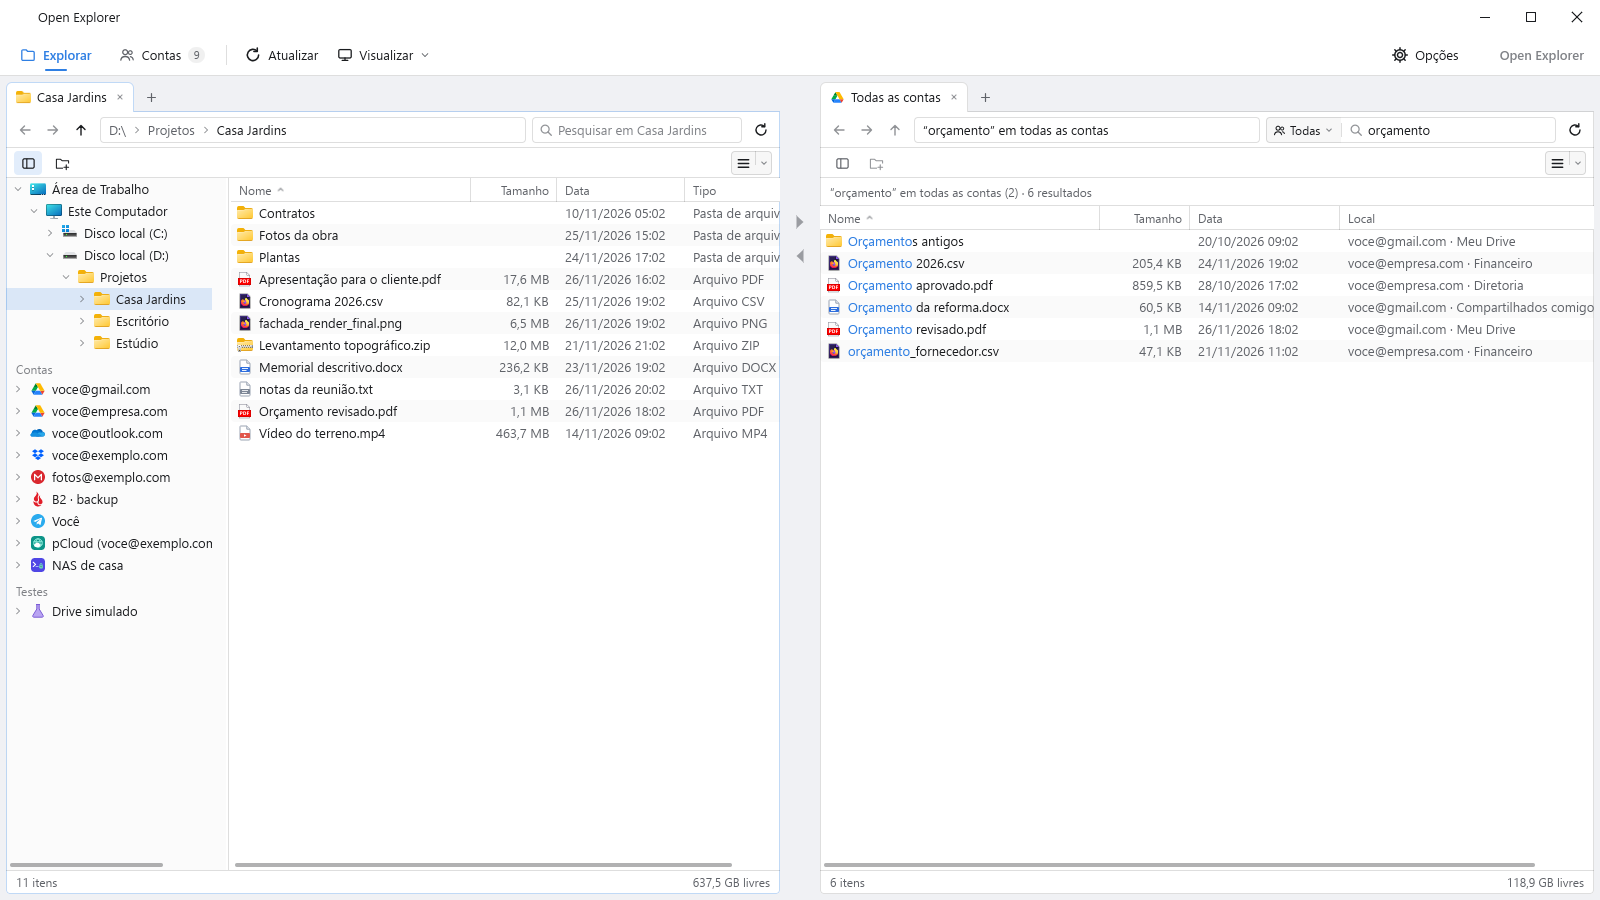 Open Explorer
Explorar
Contas 9
Atualizar
Visualizar
Opções
Open Explorer
Casa Jardins
D:\ Projetos Casa Jardins
Pesquisar em Casa Jardins
Área de Trabalho
Este Computador
Disco local (C:)
Disco local (D:)
Projetos
Casa Jardins
Escritório
Estúdio
Contas
voce@gmail.com
voce@empresa.com
voce@outlook.com
voce@exemplo.com
fotos@exemplo.com
B2 · backup
Você
pCloud (voce@exemplo.con
NAS de casa
Testes
Drive simulado
Nome Tamanho Data Tipo
Contratos 10/11/2026 05:02 Pasta de arquiv
Fotos da obra 25/11/2026 15:02 Pasta de arquiv
Plantas 24/11/2026 17:02 Pasta de arquiv
Apresentação para o cliente.pdf 17,6 MB 26/11/2026 16:02 Arquivo PDF
Cronograma 2026.csv 82,1 KB 25/11/2026 19:02 Arquivo CSV
fachada_render_final.png 6,5 MB 26/11/2026 19:02 Arquivo PNG
Levantamento topográfico.zip 12,0 MB 21/11/2026 21:02 Arquivo ZIP
Memorial descritivo.docx 236,2 KB 23/11/2026 19:02 Arquivo DOCX
notas da reunião.txt 3,1 KB 26/11/2026 20:02 Arquivo TXT
Orçamento revisado.pdf 1,1 MB 26/11/2026 18:02 Arquivo PDF
Vídeo do terreno.mp4 463,7 MB 14/11/2026 09:02 Arquivo MP4
11 itens
637,5 GB livres
Todas as contas
"orçamento" em todas as contas
Todas
orçamento
"orçamento" em todas as contas (2) · 6 resultados
Nome Tamanho Data Local
Orçamentos antigos 20/10/2026 09:02 voce@gmail.com · Meu Drive
Orçamento 2026.csv 205,4 KB 24/11/2026 19:02 voce@empresa.com · Financeiro
Orçamento aprovado.pdf 859,5 KB 28/10/2026 17:02 voce@empresa.com · Diretoria
Orçamento da reforma.docx 60,5 KB 14/11/2026 09:02 voce@gmail.com · Compartilhados comigo
Orçamento revisado.pdf 1,1 MB 26/11/2026 18:02 voce@gmail.com · Meu Drive
orçamento_fornecedor.csv 47,1 KB 21/11/2026 11:02 voce@empresa.com · Financeiro
6 itens
118,9 GB livres